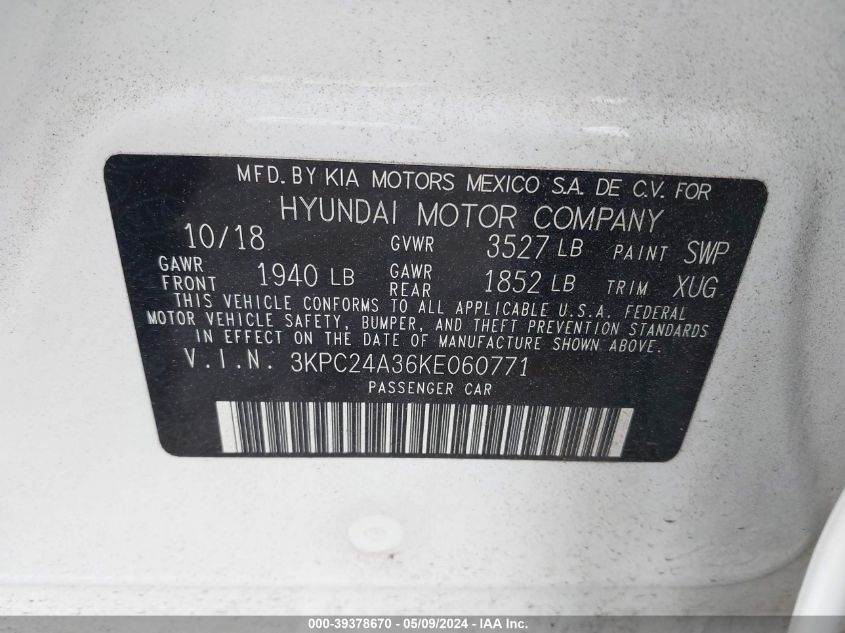 MFD. BY KIA MOTORS MEXICO S.A. DE C.V. FOR
HYUNDAI MOTOR COMPANY
10/18 GVWR 3527 LB PAINT SWP
GAWR FRONT 1940 LB GAWR REAR 1852 LB TRIM XUG
THIS VEHICLE CONFORMS TO ALL APPLICABLE U.S.A. FEDERAL
MOTOR VEHICLE SAFETY, BUMPER, AND THEFT PREVENTION STANDARDS
IN EFFECT ON THE DATE OF MANUFACTURE SHOWN ABOVE.
V.I.N. 3KPC24A36KE060771
PASSENGER CAR
000-39378670 - 05/09/2024 - IAA Inc.